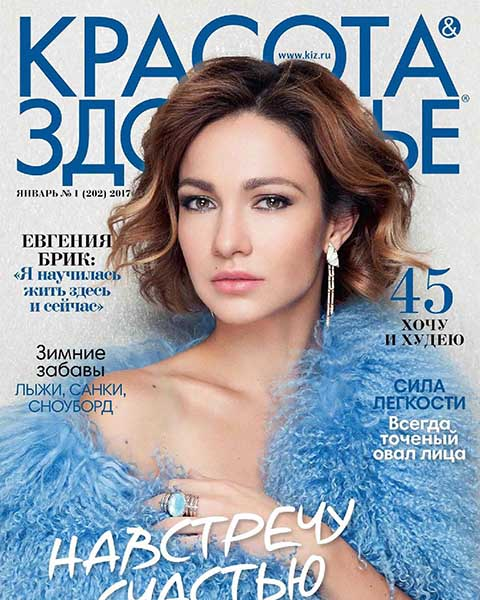 КРАСОТА &
www.kiz.ru
ЗДО ЬЕ®
ЯНВАРЬ № 1 (202) 2017
ЕВГЕНИЯ
БРИК:
«Я научилась
жить здесь
и сейчас»
45
ХОЧУ
И ХУДЕЮ
Зимние
забавы
ЛЫЖИ, САНКИ,
СНОУБОРД
СИЛА
ЛЕГКОСТИ
Всегда
точеный
овал лица
НАВСТРЕЧУ
СЧАСТЬЮ